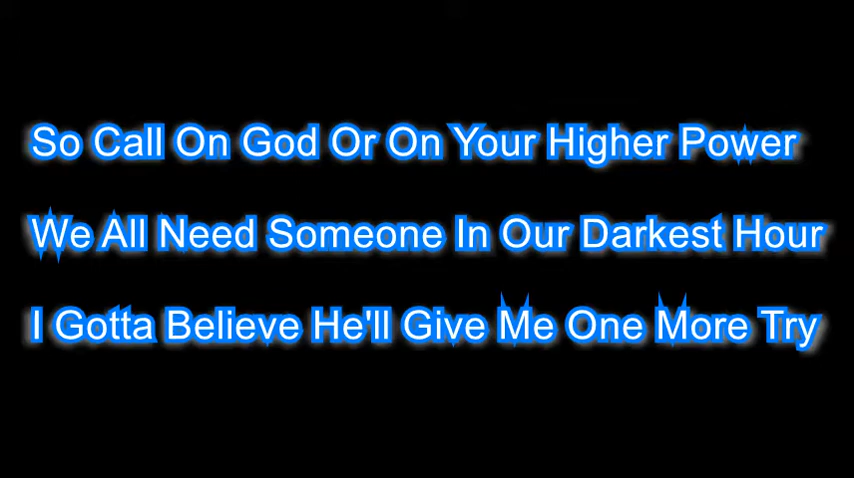 So Call On God Or On Your Higher Power
We All Need Someone In Our Darkest Hour
I Gotta Believe He'll Give Me One More Try